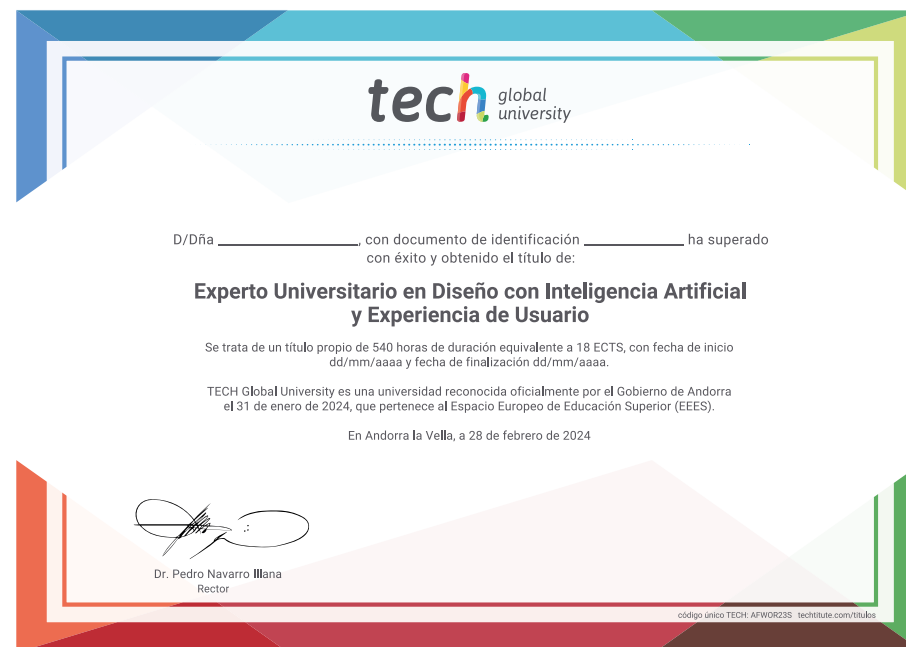 tech global university
D/Dña ____________________, con documento de identificación ______________ ha superado
con éxito y obtenido el título de:
Experto Universitario en Diseño con Inteligencia Artificial
y Experiencia de Usuario
Se trata de un título propio de 540 horas de duración equivalente a 18 ECTS, con fecha de inicio
dd/mm/aaaa y fecha de finalización dd/mm/aaaa.
TECH Global University es una universidad reconocida oficialmente por el Gobierno de Andorra
el 31 de enero de 2024, que pertenece al Espacio Europeo de Educación Superior (EEES).
En Andorra la Vella, a 28 de febrero de 2024
Dr. Pedro Navarro Illana
Rector
código único TECH: AFWOR23S techtitute.com/titulos